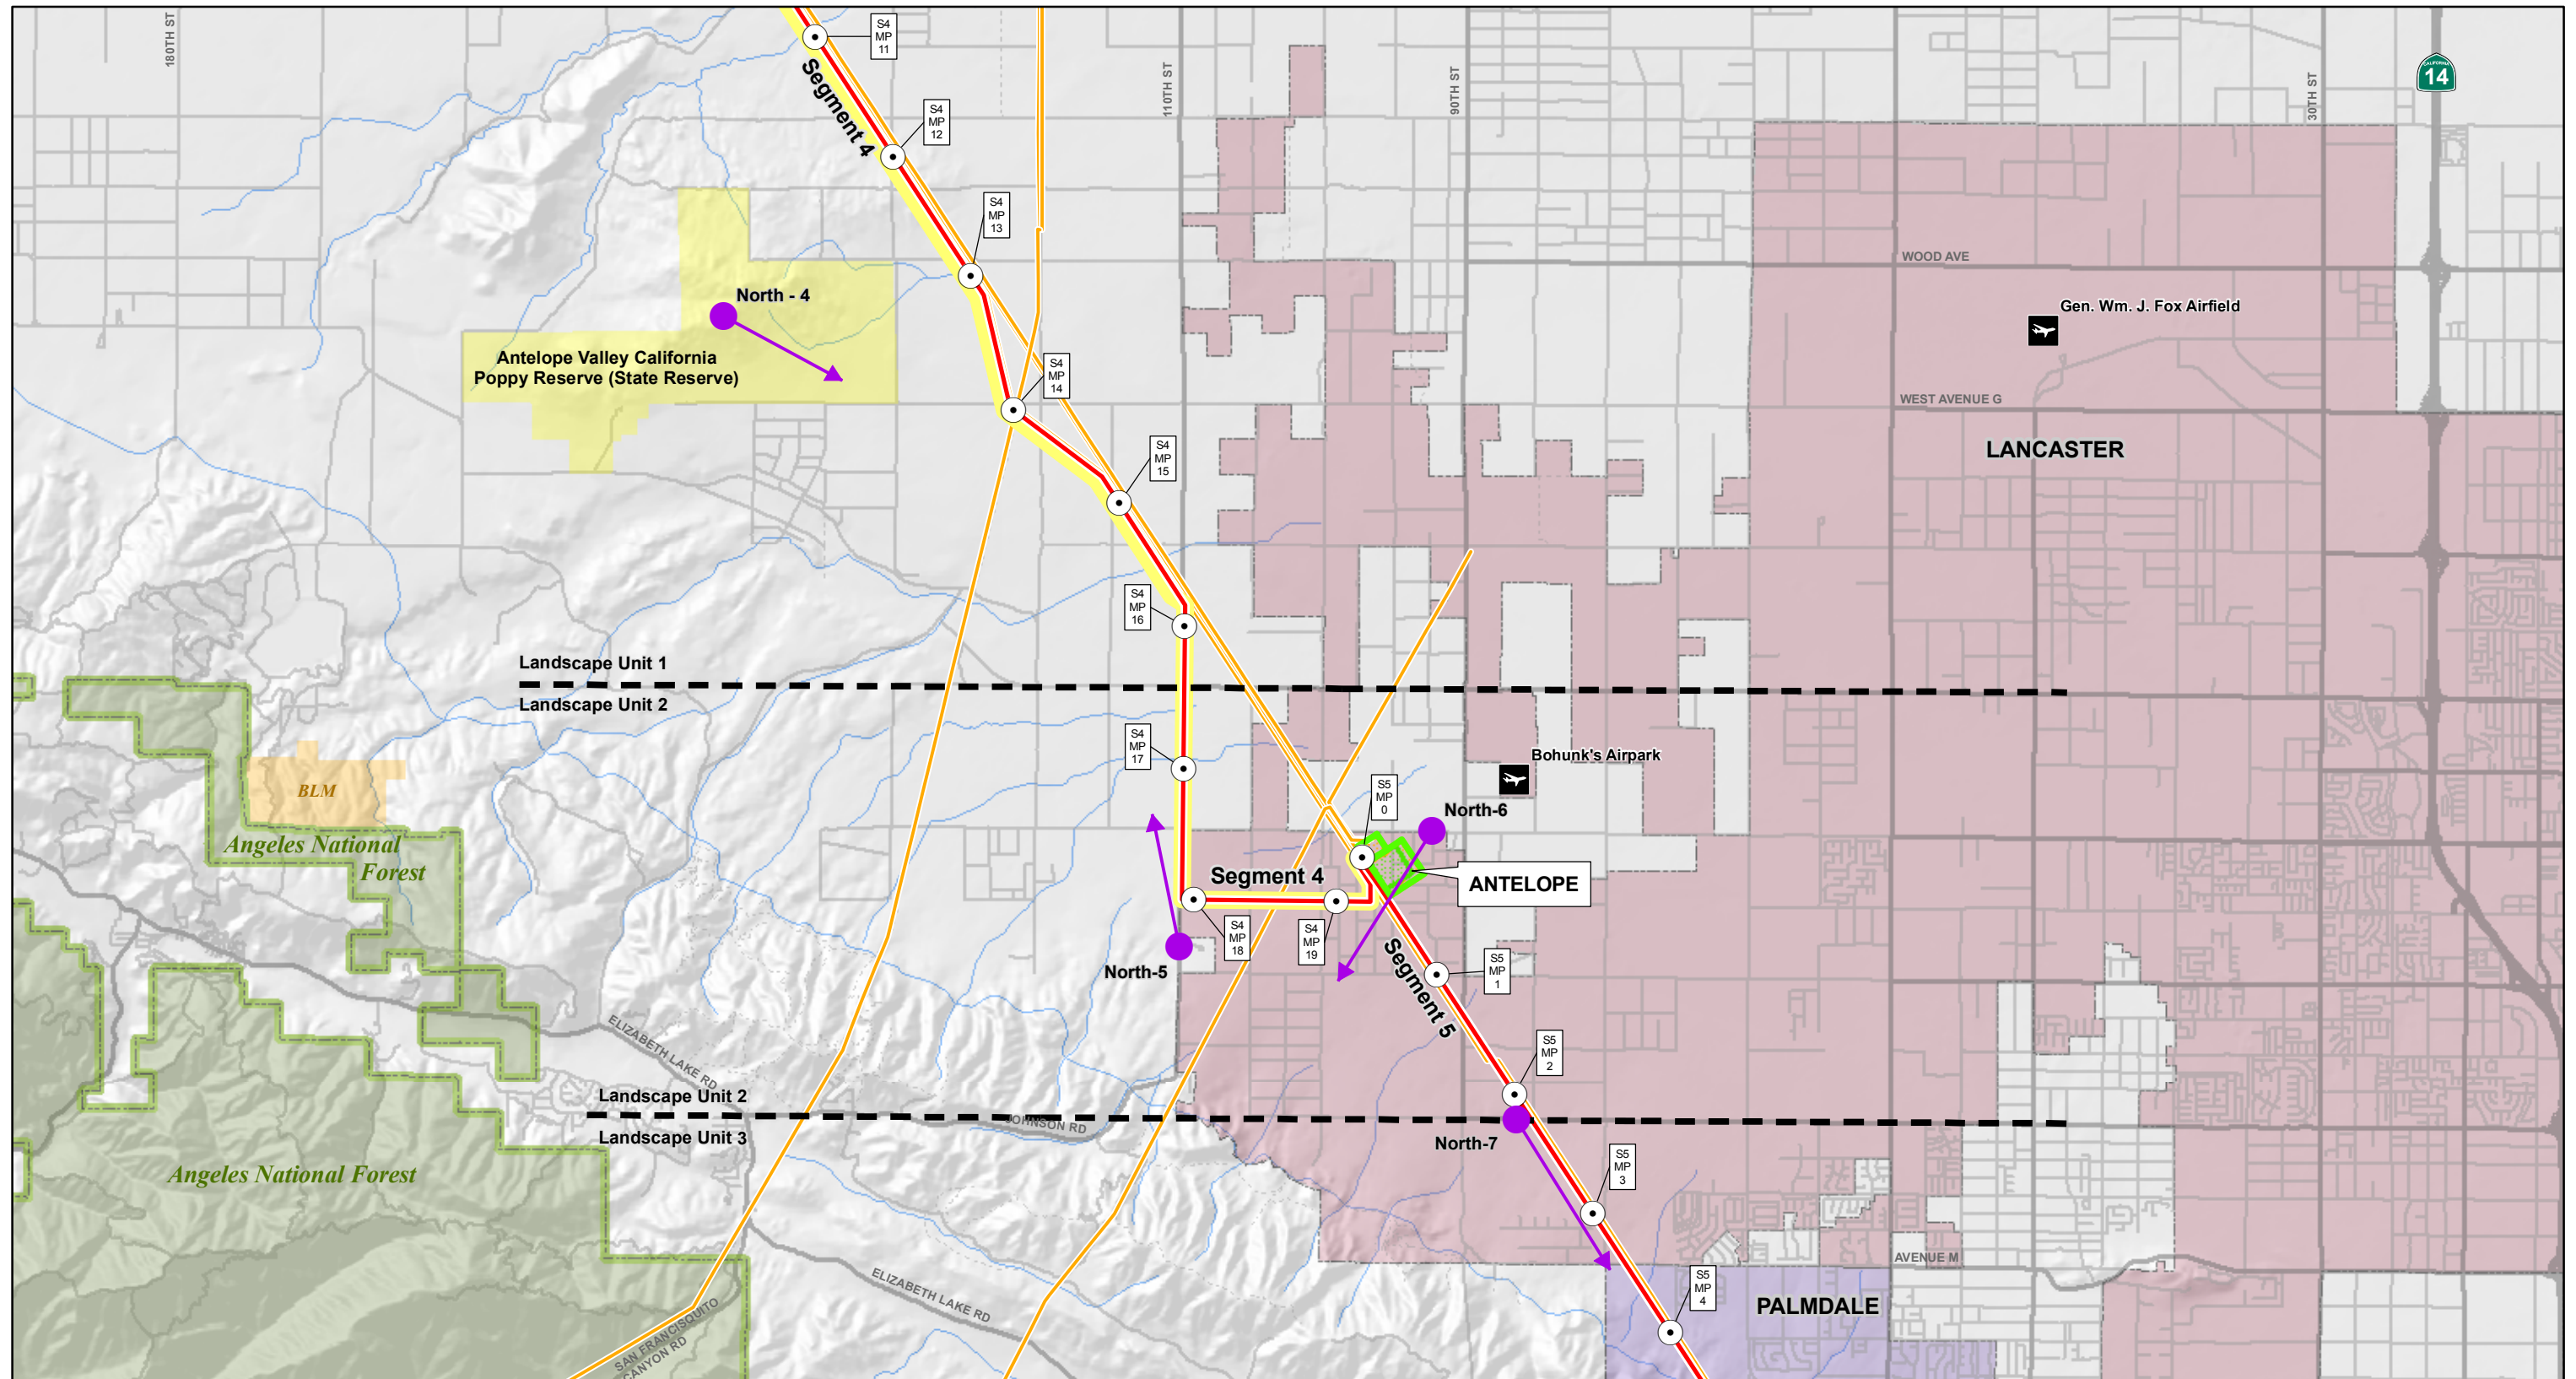 180TH ST
S4
MP
11
Segment 4
S4
MP
12
110TH ST
90TH ST
30TH ST
CALIFORNIA
14
S4
MP
13
WOOD AVE
North - 4
Gen. Wm. J. Fox Airfield
Antelope Valley California
Poppy Reserve (State Reserve)
S4
MP
14
WEST AVENUE G
LANCASTER
S4
MP
15
S4
MP
16
Landscape Unit 1
Landscape Unit 2
S4
MP
17
Bohunk's Airpark
BLM
S5
MP
0
North-6
Angeles National
Forest
Segment 4
ANTELOPE
S4
MP
18
S4
MP
19
North-5
Segment 5
S5
MP
1
ELIZABETH LAKE RD
S5
MP
2
Landscape Unit 2
Landscape Unit 3
JOHNSON RD
North-7
Angeles National Forest
S5
MP
3
AVENUE M
ELIZABETH LAKE RD
S5
MP
4
PALMDALE
SAN FRANCISQUITO
CANYON RD